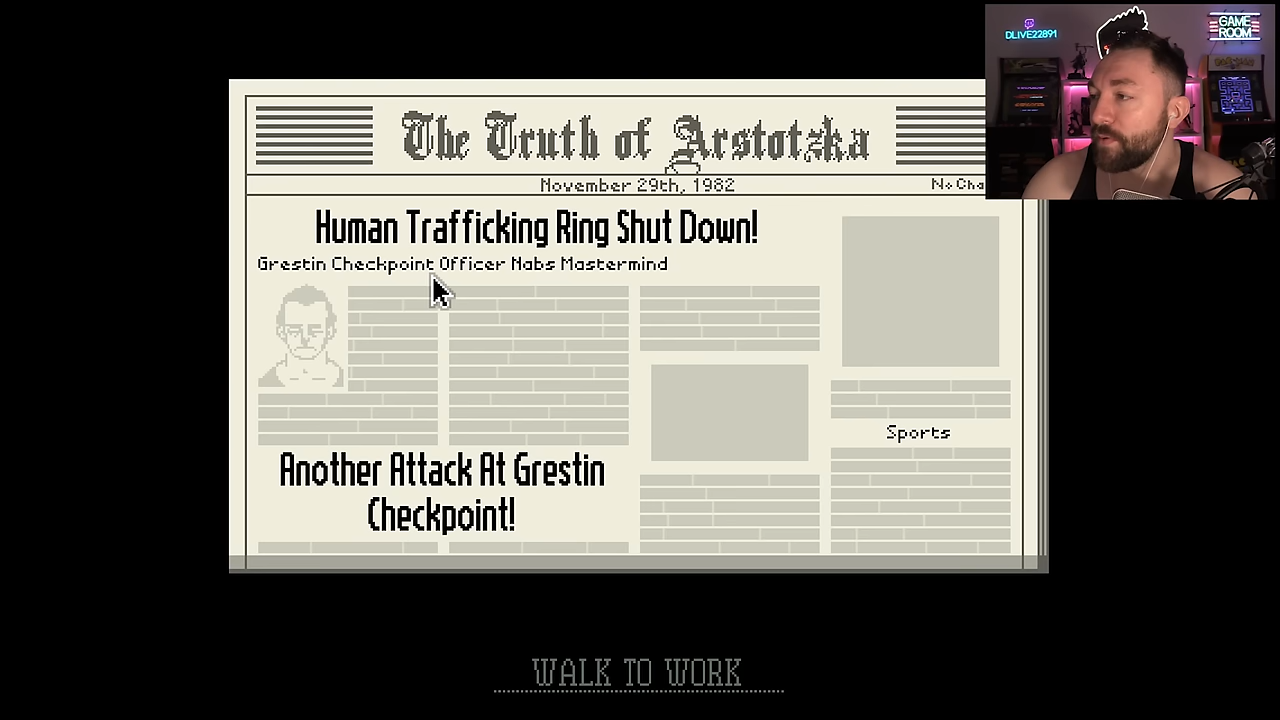 DLIVE22891
GAME
ROOM
The Truth of Arstotzka
November 29th, 1982
Human Trafficking Ring Shut Down!
Grestin Checkpoint Officer Nabs Mastermind
Sports
Another Attack At Grestin
Checkpoint!
WALK TO WORK